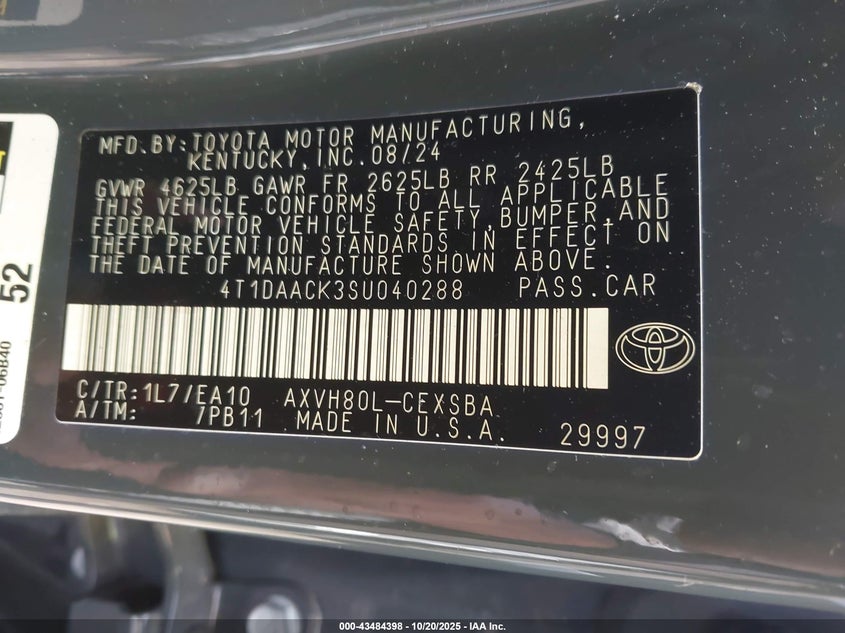 MFD.BY:TOYOTA MOTOR MANUFACTURING,
KENTUCKY,INC.08/24
GVWR 4625LB GAWR FR 2625LB RR 2425LB
THIS VEHICLE CONFORMS TO ALL APPLICABLE
FEDERAL MOTOR VEHICLE SAFETY,BUMPER,AND
THEFT PREVENTION STANDARDS IN EFFECT ON
THE DATE OF MANUFACTURE SHOWN ABOVE.
4T1DAACK3SU040288 PASS.CAR
C/TR:1L7/EA10 AXVH80L-CEXSBA
A/TM: 7PB11 MADE IN U.S.A. 29997
52
000-43484398 - 10/20/2025 - IAA Inc.